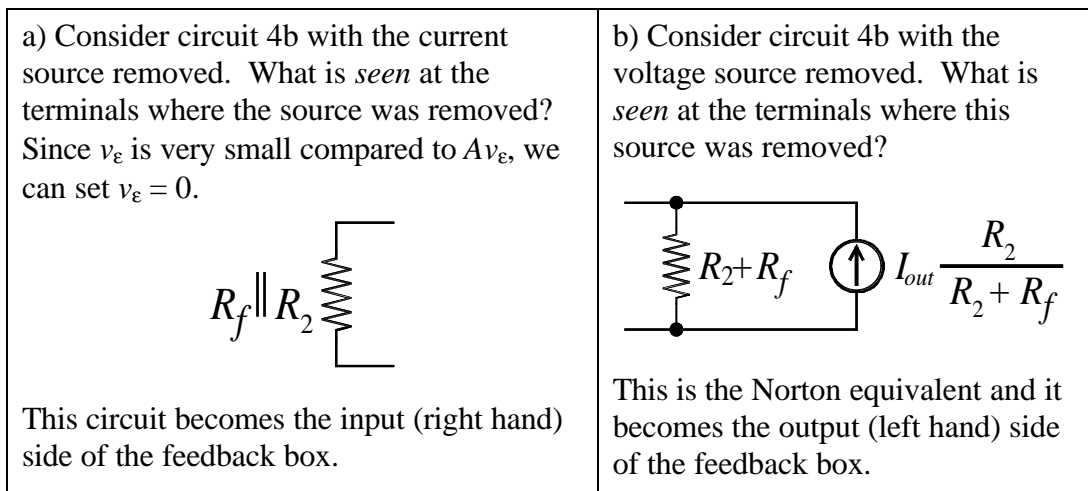 a) Consider circuit 4b with the current
source removed. What is seen at the
terminals where the source was removed?
Since vε is very small compared to Avε, we
can set vε = 0.
Rf || R2
This circuit becomes the input (right hand)
side of the feedback box.
b) Consider circuit 4b with the
voltage source removed. What is
seen at the terminals where this
source was removed?
R2+Rf Iout R2
R2 + Rf
This is the Norton equivalent and it
becomes the output (left hand) side
of the feedback box.